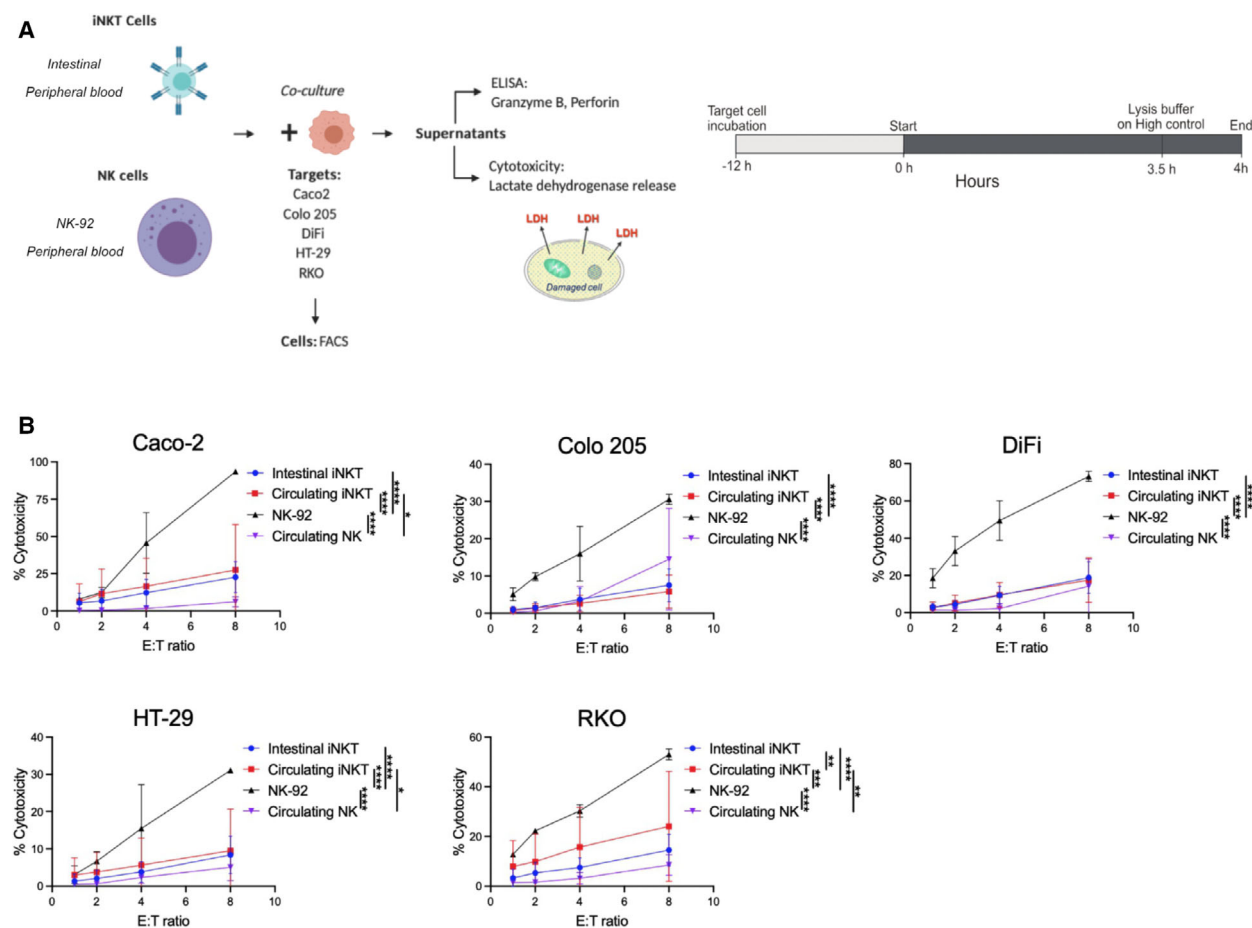 A
iNKT Cells
Intestinal
Peripheral blood
NK cells
NK-92
Peripheral blood
Co-culture
+
Targets:
Caco2
Colo 205
DiFi
HT-29
RKO
Cells: FACS
Supernatants
ELISA:
Granzyme B, Perforin
Cytotoxicity:
Lactate dehydrogenase release
LDH LDH LDH
Damaged cell
Target cell
incubation
Start
Lysis buffer
on High control
End
-12 h 0 h 3.5 h 4h
Hours
B
Caco-2
% Cytotoxicity
100
75
50
25
0
0 2 4 6 8 10
E:T ratio
Intestinal iNKT
Circulating iNKT
NK-92
Circulating NK
**** **** **** *
Colo 205
% Cytotoxicity
40
30
20
10
0
0 2 4 6 8 10
E:T ratio
Intestinal iNKT
Circulating iNKT
NK-92
Circulating NK
**** **** ****
DiFi
% Cytotoxicity
80
60
40
20
0
0 2 4 6 8 10
E:T ratio
Intestinal iNKT
Circulating iNKT
NK-92
Circulating NK
**** **** ****
HT-29
% Cytotoxicity
40
30
20
10
0
0 2 4 6 8 10
E:T ratio
Intestinal iNKT
Circulating iNKT
NK-92
Circulating NK
**** **** **** *
RKO
% Cytotoxicity
60
40
20
0
0 2 4 6 8 10
E:T ratio
Intestinal iNKT
Circulating iNKT
NK-92
Circulating NK
**** *** ** **** **